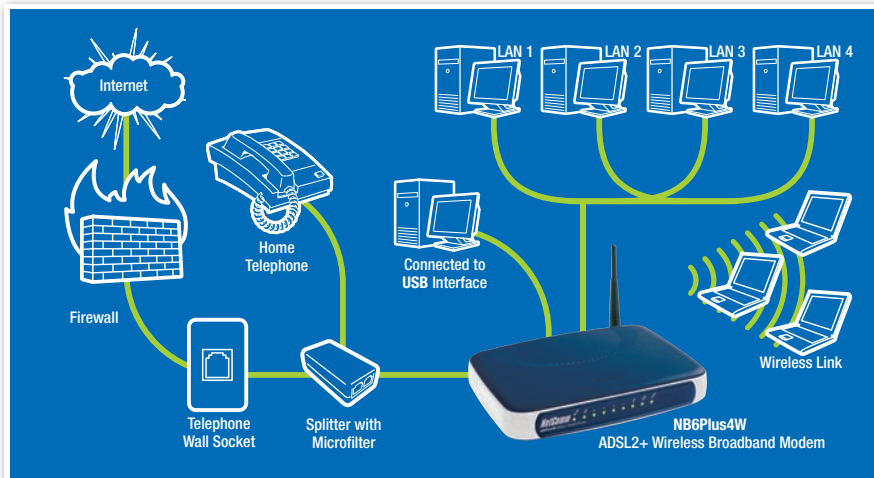 LAN 1
LAN 2
LAN 3
LAN 4
Internet
Home
Telephone
Connected to
USB Interface
Firewall
Wireless Link
Telephone
Wall Socket
Splitter with
Microfilter
NetComm
NB6Plus4W
ADSL2+ Wireless Broadband Modem